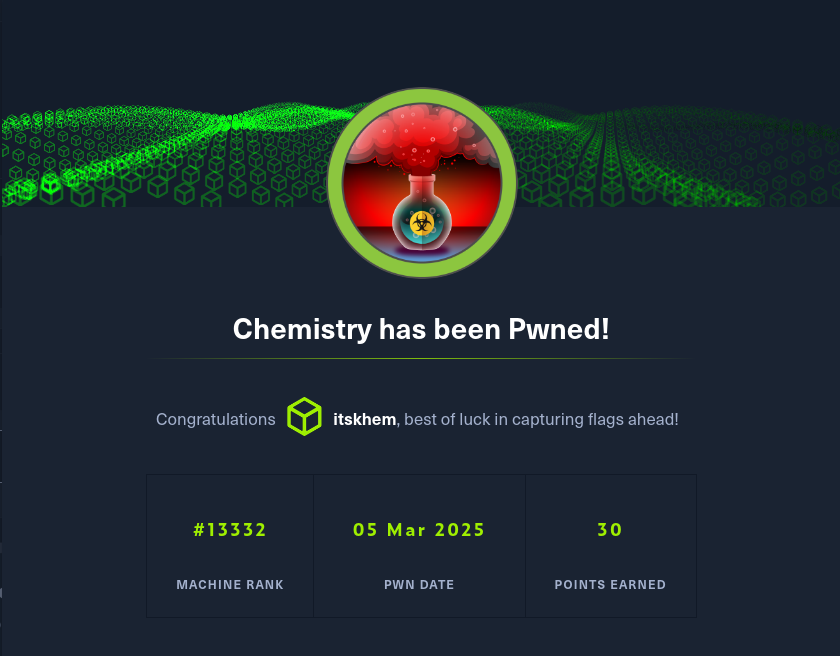 Chemistry has been Pwned!
Congratulations itskhem, best of luck in capturing flags ahead!
#13332
05 Mar 2025
30
MACHINE RANK
PWN DATE
POINTS EARNED